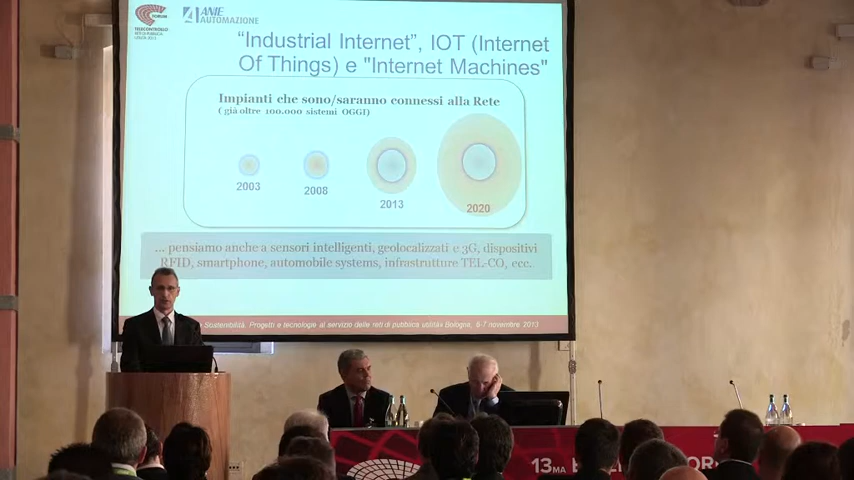 FORUM
TELECONTROLLO
ANIE
AUTOMAZIONE
“Industrial Internet”, IOT (Internet
Of Things) e "Internet Machines"
Impianti che sono/saranno connessi alla Rete
( già oltre 100.000 sistemi OGGI)
2003
2008
2013
2020
... pensiamo anche a sensori intelligenti, geolocalizzati e 3G, dispositivi
RFID, smartphone, automobile systems, infrastrutture TEL-CO, ecc.
Sostenibilità. Progetti e tecnologie al servizio delle reti di pubblica utilità Bologna, 6-7 novembre 2013
13MA